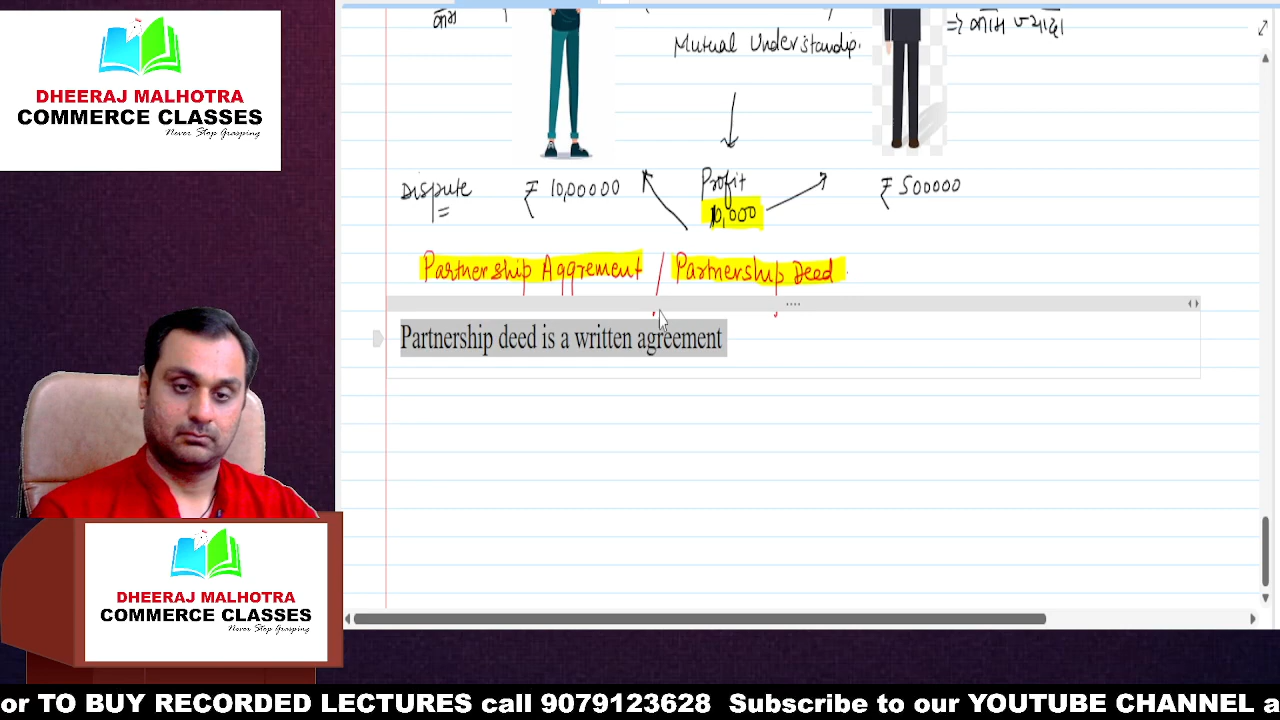 DHEERAJ MALHOTRA
COMMERCE CLASSES
Never Stop Grasping
काम
Mutual Understandip.
=> काम ज्यादा
Dispute
₹ 10,00000
Profit
10,000
₹ 500000
Partnership Aggrement / Partnership Deed
Partnership deed is a written agreement
DHEERAJ MALHOTRA
COMMERCE CLASSES
Never Stop Grasping
or TO BUY RECORDED LECTURES call 9079123628 Subscribe to our YOUTUBE CHANNEL a